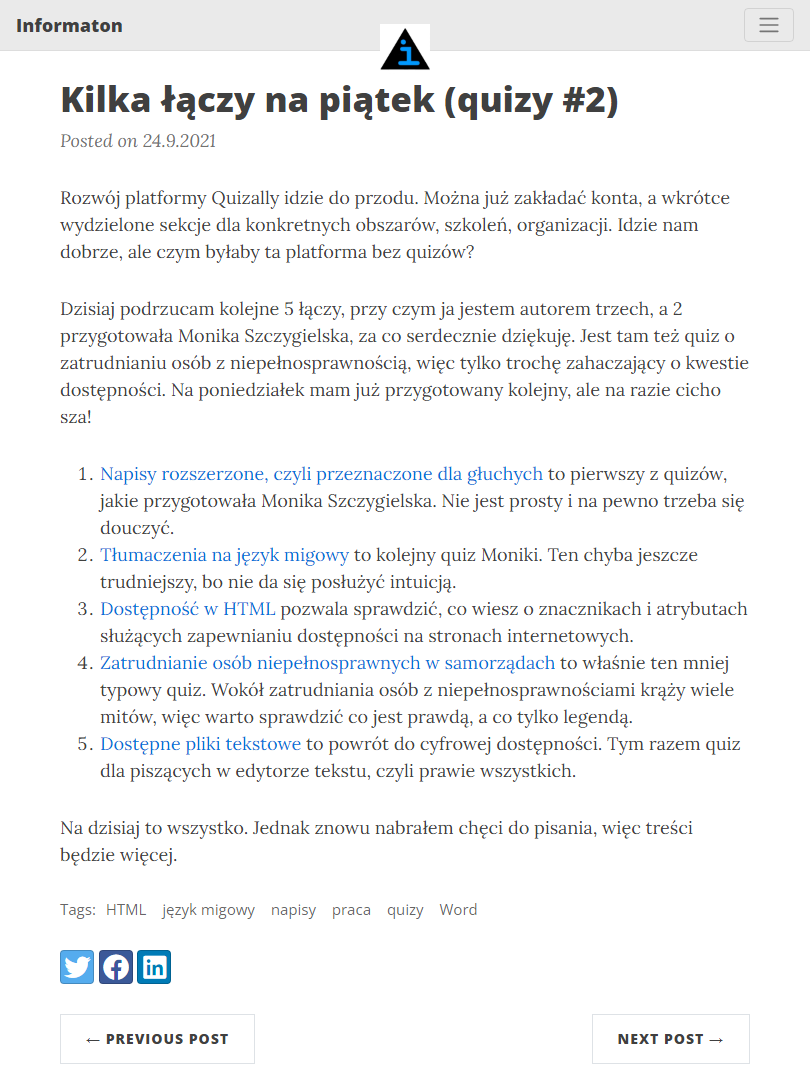 Informaton
i
Kilka łączy na piątek (quizy #2)
Posted on 24.9.2021
Rozwój platformy Quizally idzie do przodu. Można już zakładać konta, a wkrótce
wydzielone sekcje dla konkretnych obszarów, szkoleń, organizacji. Idzie nam
dobrze, ale czym byłaby ta platforma bez quizów?
Dzisiaj podrzucam kolejne 5 łączy, przy czym ja jestem autorem trzech, a 2
przygotowała Monika Szczygielska, za co serdecznie dziękuję. Jest tam też quiz o
zatrudnianiu osób z niepełnosprawnością, więc tylko trochę zahaczający o kwestie
dostępności. Na poniedziałek mam już przygotowany kolejny, ale na razie cicho
sza!
1. Napisy rozszerzone, czyli przeznaczone dla głuchych to pierwszy z quizów,
jakie przygotowała Monika Szczygielska. Nie jest prosty i na pewno trzeba się
douczyć.
2. Tłumaczenia na język migowy to kolejny quiz Moniki. Ten chyba jeszcze
trudniejszy, bo nie da się posłużyć intuicją.
3. Dostępność w HTML pozwala sprawdzić, co wiesz o znacznikach i atrybutach
służących zapewnianiu dostępności na stronach internetowych.
4. Zatrudnianie osób niepełnosprawnych w samorządach to właśnie ten mniej
typowy quiz. Wokół zatrudniania osób z niepełnosprawnościami krąży wiele
mitów, więc warto sprawdzić co jest prawdą, a co tylko legendą.
5. Dostępne pliki tekstowe to powrót do cyfrowej dostępności. Tym razem quiz
dla piszących w edytorze tekstu, czyli prawie wszystkich.
Na dzisiaj to wszystko. Jednak znowu nabrałem chęci do pisania, więc treści
będzie więcej.
Tags: HTML język migowy napisy praca quizy Word
← PREVIOUS POST NEXT POST →